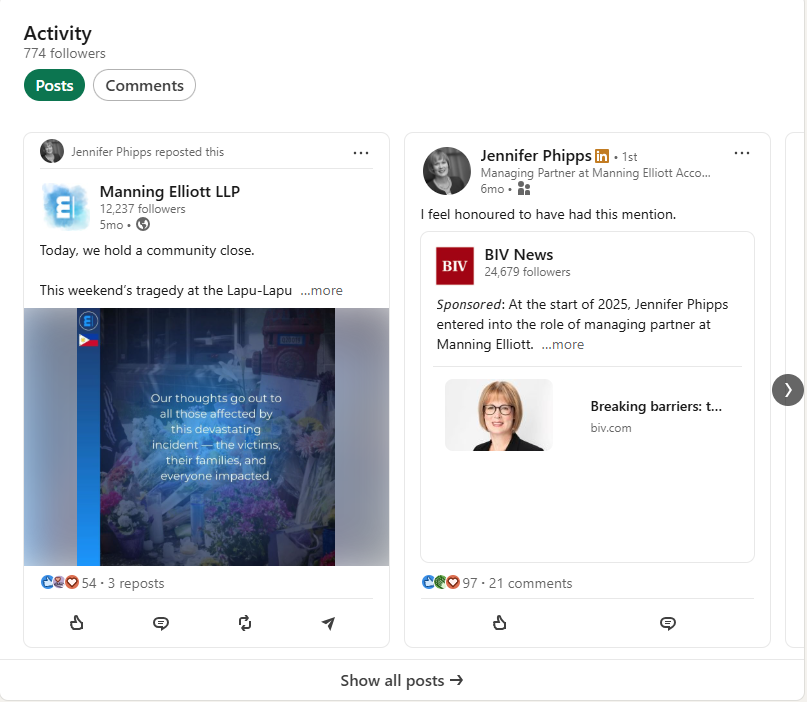 Activity
774 followers
Posts
Comments
Jennifer Phipps reposted this
Manning Elliott LLP
12,237 followers
5mo •
Today, we hold a community close.
This weekend’s tragedy at the Lapu-Lapu …more
Our thoughts go out to
all those affected by
this devastating
incident — the victims,
their families, and
everyone impacted.
54 · 3 reposts
Jennifer Phipps in • 1st
Managing Partner at Manning Elliott Acco...
6mo •
I feel honoured to have had this mention.
BIV
BIV News
24,679 followers
Sponsored: At the start of 2025, Jennifer Phipps
entered into the role of managing partner at
Manning Elliott. …more
Breaking barriers: t...
biv.com
97 · 21 comments
Show all posts →